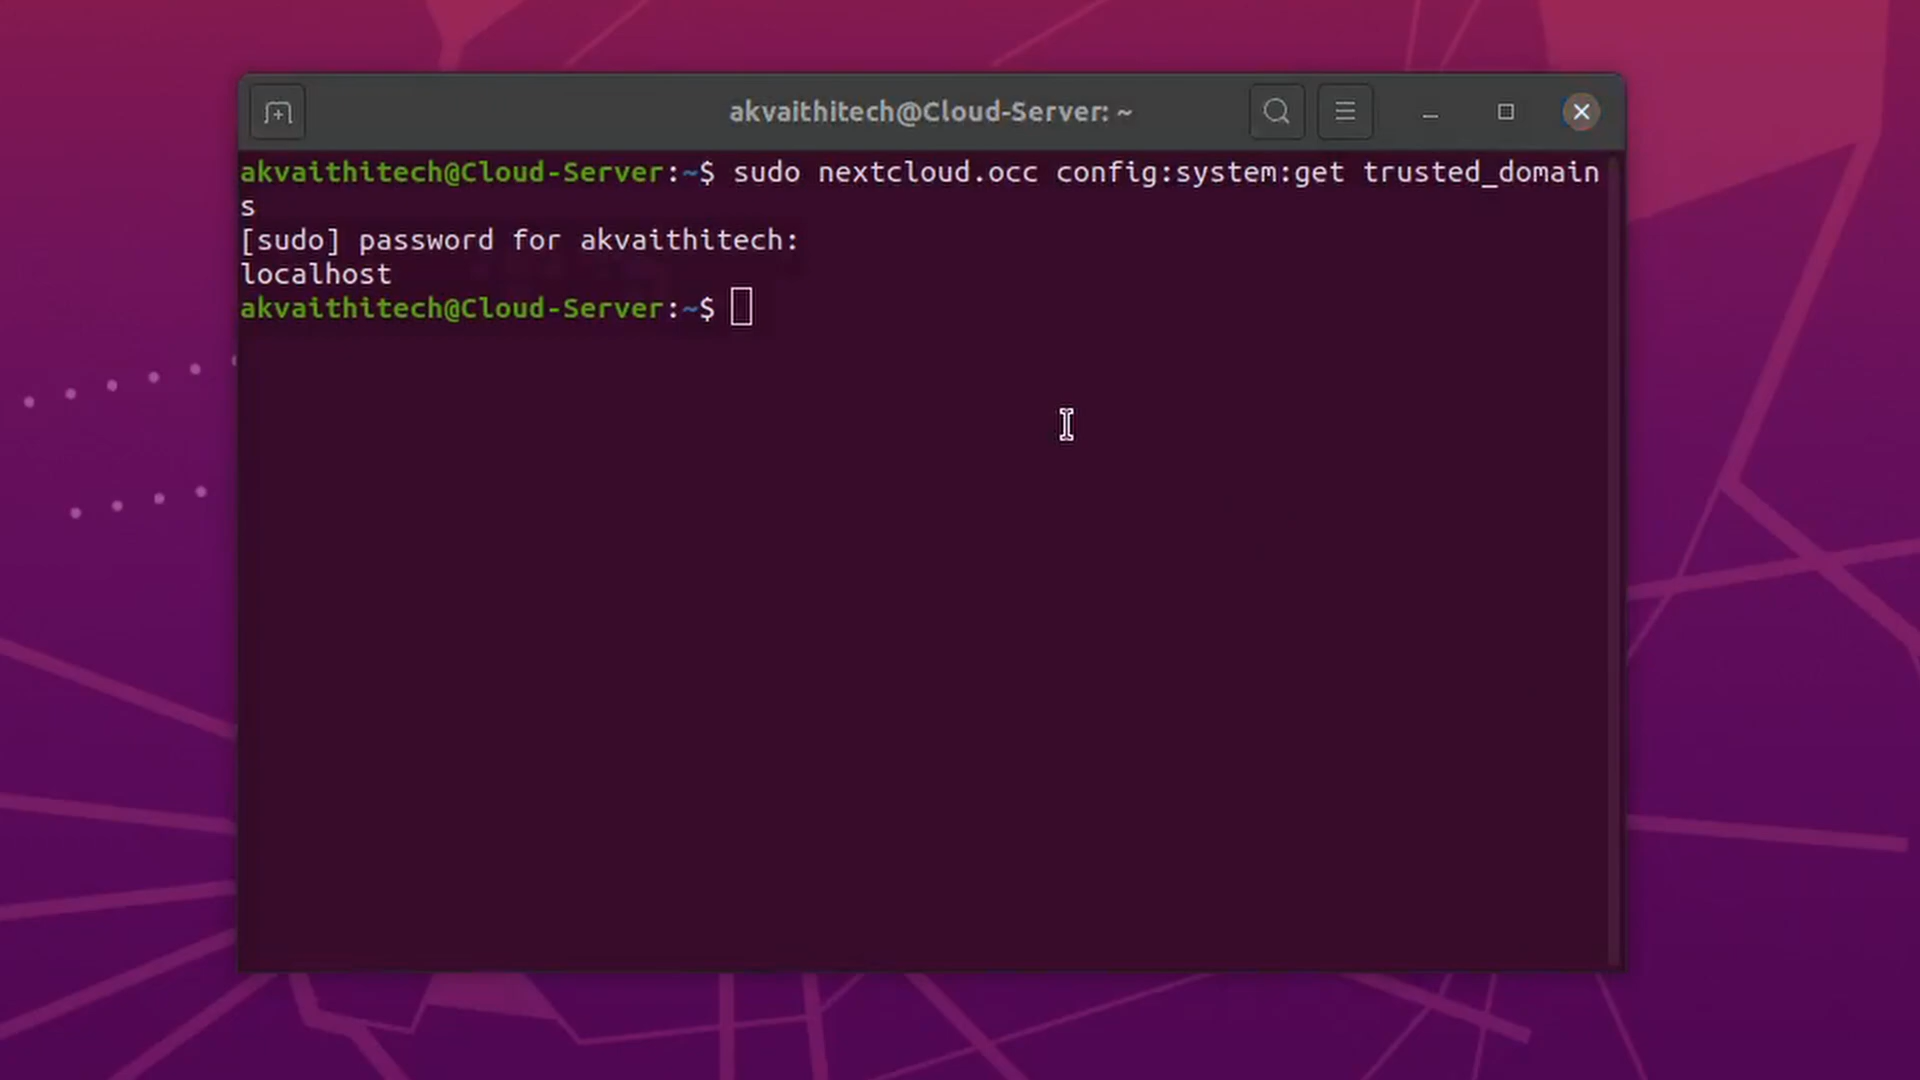 akvaithitech@Cloud-Server: ~
akvaithitech@Cloud-Server:~$ sudo nextcloud.occ config:system:get trusted_domain
s
[sudo] password for akvaithitech:
localhost
akvaithitech@Cloud-Server:~$